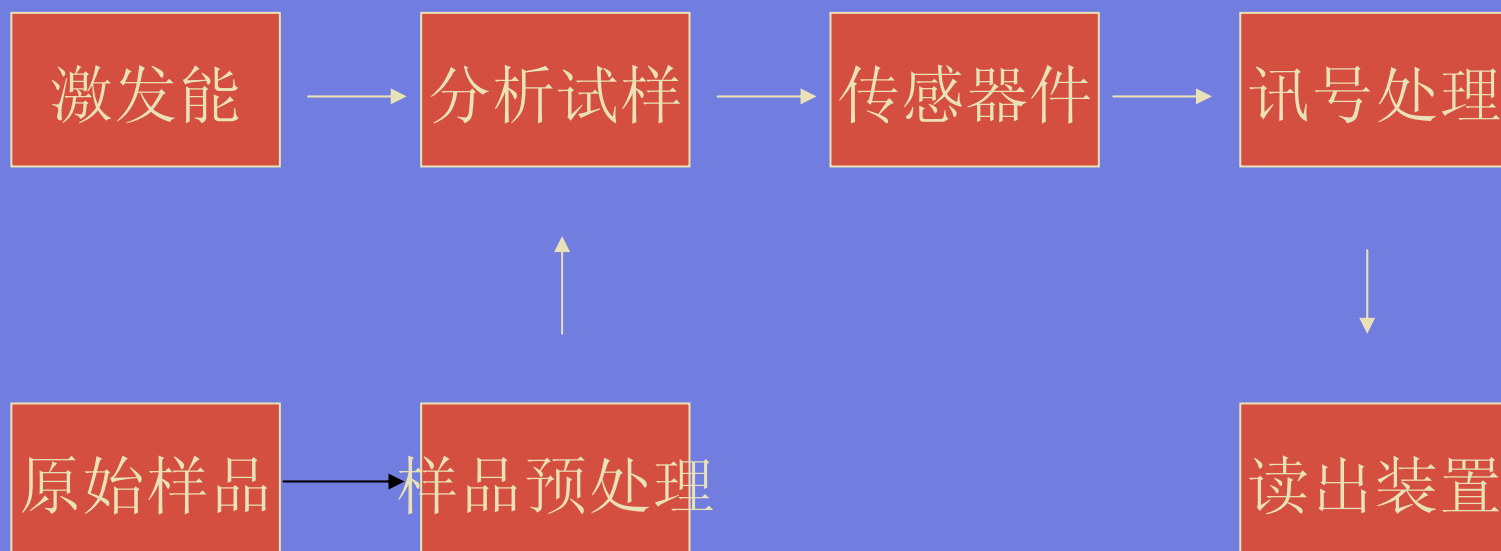 激发能
分析试样
传感器件
讯号处理
原始样品
样品预处理
读出装置